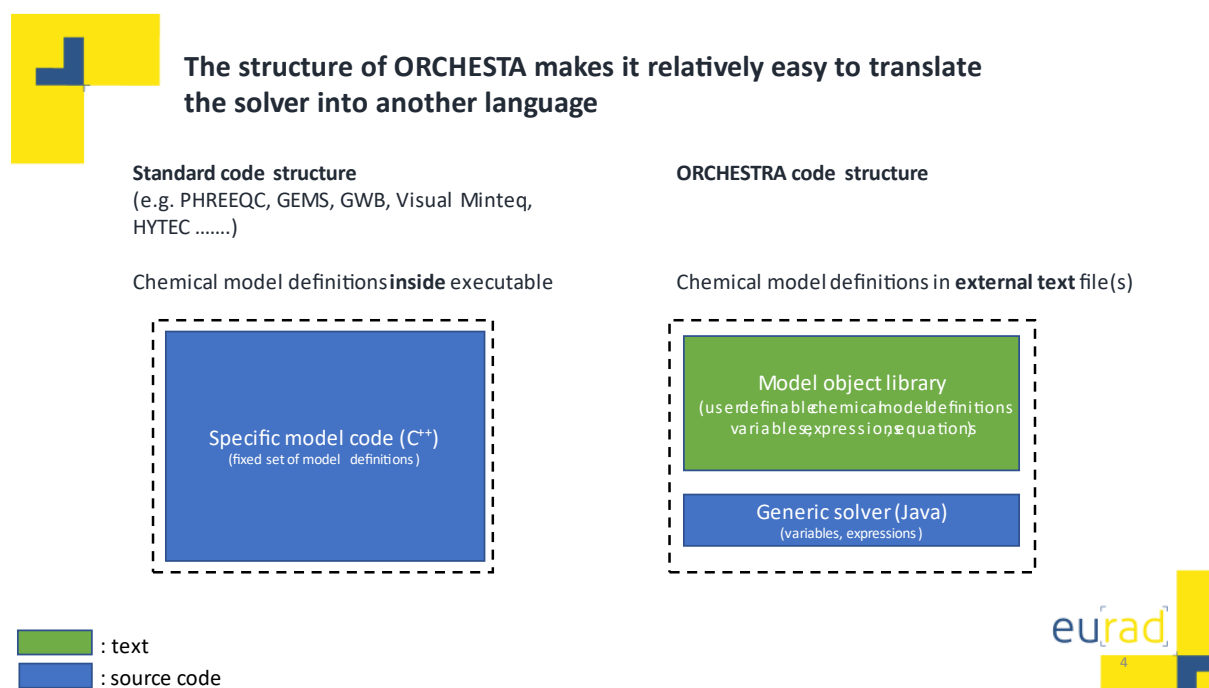 The structure of ORCHESTA makes it relatively easy to translate
the solver into another language
Standard code structure
(e.g. PHREEQC, GEMS, GWB, Visual Minteq,
HYTEC .......)
Chemical model definitions inside executable
Specific model code (C++)
(fixed set of model definitions)
ORCHESTRA code structure
Chemical model definitions in external text file(s)
Model object library
(user definable chemical model definitions
variables, expressions, equations)
Generic solver (Java)
(variables, expressions)
: text
: source code
eurad
4